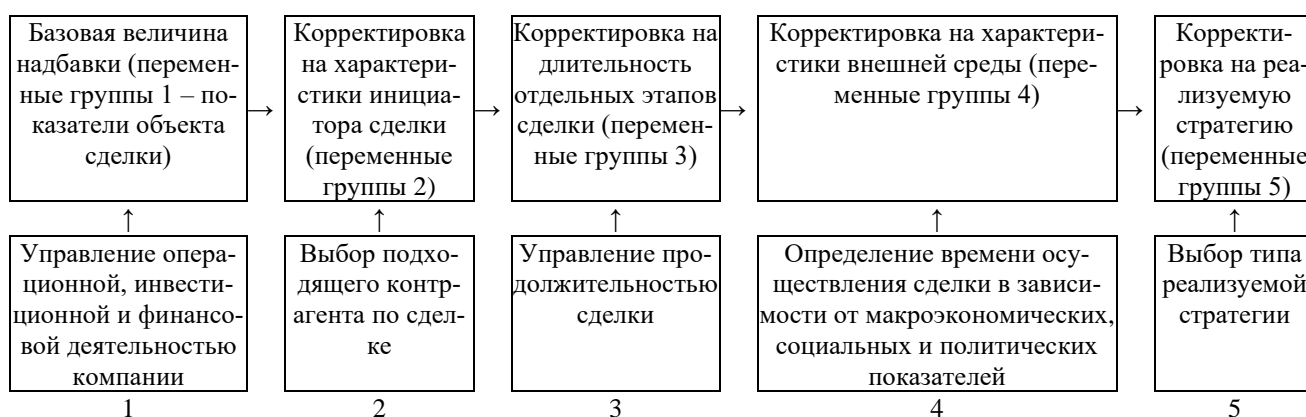 Базовая величина
надбавки (перемен-
ные группы 1 – по-
казатели объекта
сделки)
→
Корректировка
на характери-
стики инициа-
тора сделки
(переменные
группы 2)
→
Корректировка на
длительность
отдельных этапов
сделки (перемен-
ные группы 3)
→
Корректировка на характери-
стики внешней среды (пере-
менные группы 4)
→
Коррект-
ировка на реа-
лизуемую
стратегию
(переменные
группы 5)
↑ ↑ ↑ ↑ ↑
Управление опера-
ционной, инвести-
ционной и финансо-
вой деятельностью
компании
Выбор подхо-
дящего контр-
агента по сдел-
ке
Управление про-
должительностью
сделки
Определение времени осу-
ществления сделки в зависи-
мости от макроэкономических,
социальных и политических
показателей
Выбор типа
реализуемой
стратегии
1 2 3 4 5